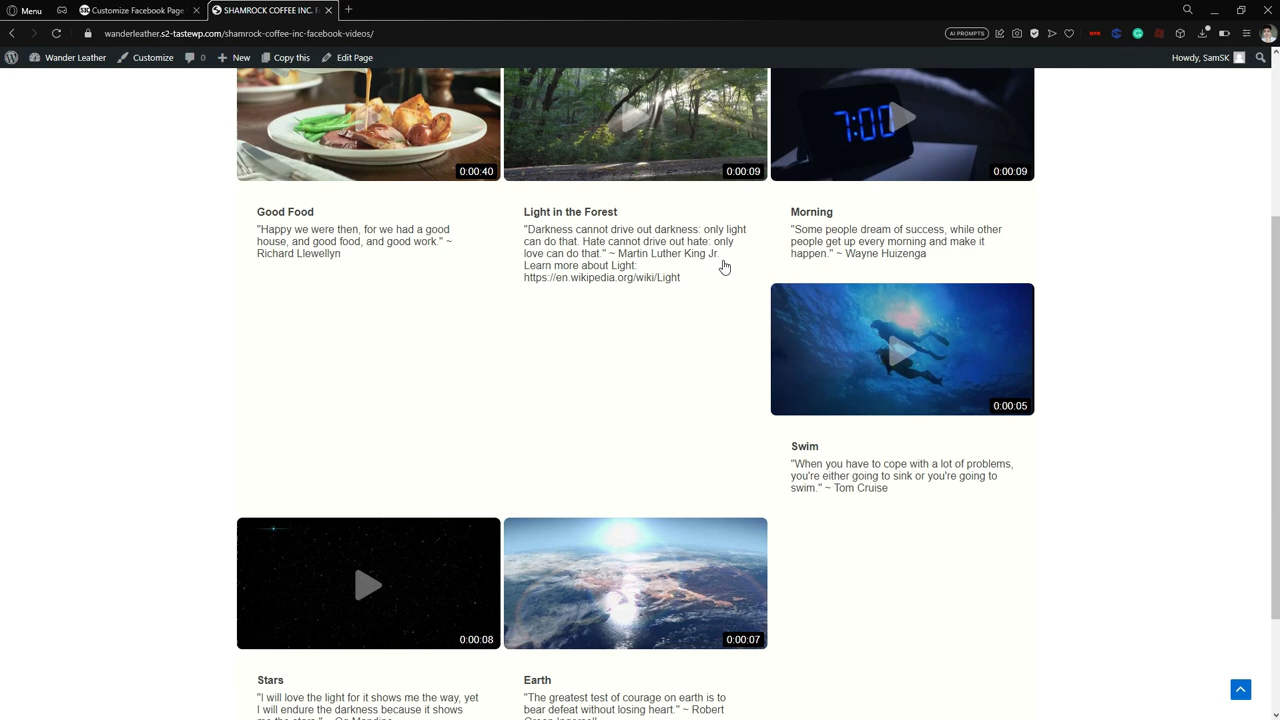 Menu
Customize Facebook Page
SHAMROCK COFFEE INC. F
wanderleather.s2-tastewp.com/shamrock-coffee-inc-facebook-videos/
AI PROMPTS
Wander Leather
Customize
0
New
Copy this
Edit Page
Howdy, SamSK
7:00
0:00:40
0:00:09
0:00:09
Good Food
"Happy we were then, for we had a good
house, and good food, and good work." ~
Richard Llewellyn
Light in the Forest
"Darkness cannot drive out darkness: only light
can do that. Hate cannot drive out hate: only
love can do that." ~ Martin Luther King Jr.
Learn more about Light:
https://en.wikipedia.org/wiki/Light
Morning
"Some people dream of success, while other
people get up every morning and make it
happen." ~ Wayne Huizenga
0:00:05
Swim
"When you have to cope with a lot of problems,
you're either going to sink or you're going to
swim." ~ Tom Cruise
0:00:08
0:00:07
Stars
"I will love the light for it shows me the way, yet
I will endure the darkness because it shows
Earth
"The greatest test of courage on earth is to
bear defeat without losing heart." ~ Robert